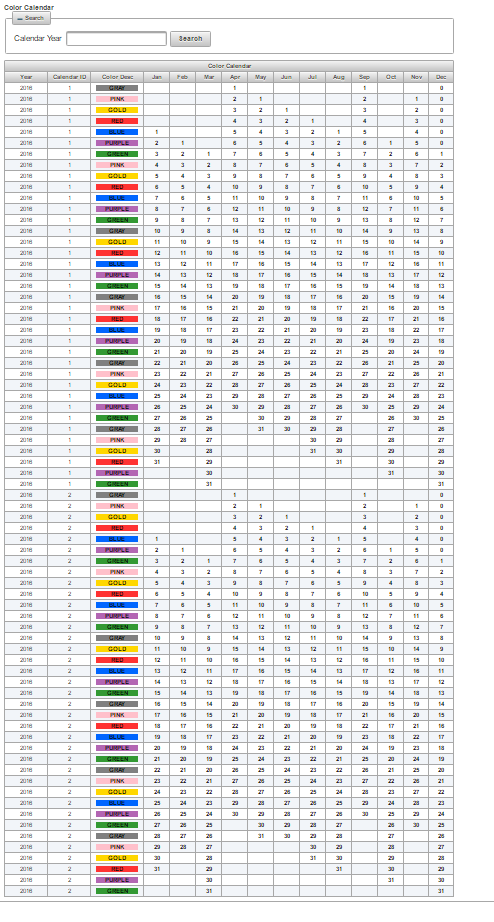 Color Calendar
Search
Calendar Year Search
Color Calendar
Year Calendar ID Color Desc Jan Feb Mar Apr May Jun Jul Aug Sep Oct Nov Dec
2016 1 GRAY 1 1 0
2016 1 PINK 2 1 2 1 0
2016 1 GOLD 3 2 1 3 2 0
2016 1 RED 4 3 2 1 4 3 0
2016 1 BLUE 1 5 4 3 2 1 5 4 0
2016 1 PURPLE 2 1 6 5 4 3 2 6 1 5 0
2016 1 GREEN 3 2 1 7 6 5 4 3 7 2 6 1
2016 1 PINK 4 3 2 8 7 6 5 4 8 3 7 2
2016 1 GOLD 5 4 3 9 8 7 6 5 9 4 8 3
2016 1 RED 6 5 4 10 9 8 7 6 10 5 9 4
2016 1 BLUE 7 6 5 11 10 9 8 7 11 6 10 5
2016 1 PURPLE 8 7 6 12 11 10 9 8 12 7 11 6
2016 1 GREEN 9 8 7 13 12 11 10 9 13 8 12 7
2016 1 GRAY 10 9 8 14 13 12 11 10 14 9 13 8
2016 1 GOLD 11 10 9 15 14 13 12 11 15 10 14 9
2016 1 RED 12 11 10 16 15 14 13 12 16 11 15 10
2016 1 BLUE 13 12 11 17 16 15 14 13 17 12 16 11
2016 1 PURPLE 14 13 12 18 17 16 15 14 18 13 17 12
2016 1 GREEN 15 14 13 19 18 17 16 15 19 14 18 13
2016 1 GRAY 16 15 14 20 19 18 17 16 20 15 19 14
2016 1 PINK 17 16 15 21 20 19 18 17 21 16 20 15
2016 1 RED 18 17 16 22 21 20 19 18 22 17 21 16
2016 1 BLUE 19 18 17 23 22 21 20 19 23 18 22 17
2016 1 PURPLE 20 19 18 24 23 22 21 20 24 19 23 18
2016 1 GREEN 21 20 19 25 24 23 22 21 25 20 24 19
2016 1 GRAY 22 21 20 26 25 24 23 22 26 21 25 20
2016 1 PINK 23 22 21 27 26 25 24 23 27 22 26 21
2016 1 GOLD 24 23 22 28 27 26 25 24 28 23 27 22
2016 1 BLUE 25 24 23 29 28 27 26 25 29 24 28 23
2016 1 PURPLE 26 25 24 30 29 28 27 26 30 25 29 24
2016 1 GREEN 27 26 25 30 29 28 27 26 30 25
2016 1 GRAY 28 27 26 31 30 29 28 27 26
2016 1 PINK 29 28 27 30 29 28 27
2016 1 GOLD 30 28 31 30 29 28
2016 1 RED 31 29 31 30 29
2016 1 PURPLE 30 31 30
2016 1 GREEN 31 31
2016 2 GRAY 1 1 0
2016 2 PINK 2 1 2 1 0
2016 2 GOLD 3 2 1 3 2 0
2016 2 RED 4 3 2 1 4 3 0
2016 2 BLUE 1 5 4 3 2 1 5 4 0
2016 2 PURPLE 2 1 6 5 4 3 2 6 1 5 0
2016 2 GREEN 3 2 1 7 6 5 4 3 7 2 6 1
2016 2 PINK 4 3 2 8 7 6 5 4 8 3 7 2
2016 2 GOLD 5 4 3 9 8 7 6 5 9 4 8 3
2016 2 RED 6 5 4 10 9 8 7 6 10 5 9 4
2016 2 BLUE 7 6 5 11 10 9 8 7 11 6 10 5
2016 2 PURPLE 8 7 6 12 11 10 9 8 12 7 11 6
2016 2 GREEN 9 8 7 13 12 11 10 9 13 8 12 7
2016 2 GRAY 10 9 8 14 13 12 11 10 14 9 13 8
2016 2 GOLD 11 10 9 15 14 13 12 11 15 10 14 9
2016 2 RED 12 11 10 16 15 14 13 12 16 11 15 10
2016 2 BLUE 13 12 11 17 16 15 14 13 17 12 16 11
2016 2 PURPLE 14 13 12 18 17 16 15 14 18 13 17 12
2016 2 GREEN 15 14 13 19 18 17 16 15 19 14 18 13
2016 2 GRAY 16 15 14 20 19 18 17 16 20 15 19 14
2016 2 PINK 17 16 15 21 20 19 18 17 21 16 20 15
2016 2 RED 18 17 16 22 21 20 19 18 22 17 21 16
2016 2 BLUE 19 18 17 23 22 21 20 19 23 18 22 17
2016 2 PURPLE 20 19 18 24 23 22 21 20 24 19 23 18
2016 2 GREEN 21 20 19 25 24 23 22 21 25 20 24 19
2016 2 GRAY 22 21 20 26 25 24 23 22 26 21 25 20
2016 2 PINK 23 22 21 27 26 25 24 23 27 22 26 21
2016 2 GOLD 24 23 22 28 27 26 25 24 28 23 27 22
2016 2 BLUE 25 24 23 29 28 27 26 25 29 24 28 23
2016 2 PURPLE 26 25 24 30 29 28 27 26 30 25 29 24
2016 2 GREEN 27 26 25 30 29 28 27 26 30 25
2016 2 GRAY 28 27 26 31 30 29 28 27 26
2016 2 PINK 29 28 27 30 29 28 27
2016 2 GOLD 30 28 31 30 29 28
2016 2 RED 31 29 31 30 29
2016 2 PURPLE 30 31 30
2016 2 GREEN 31 31